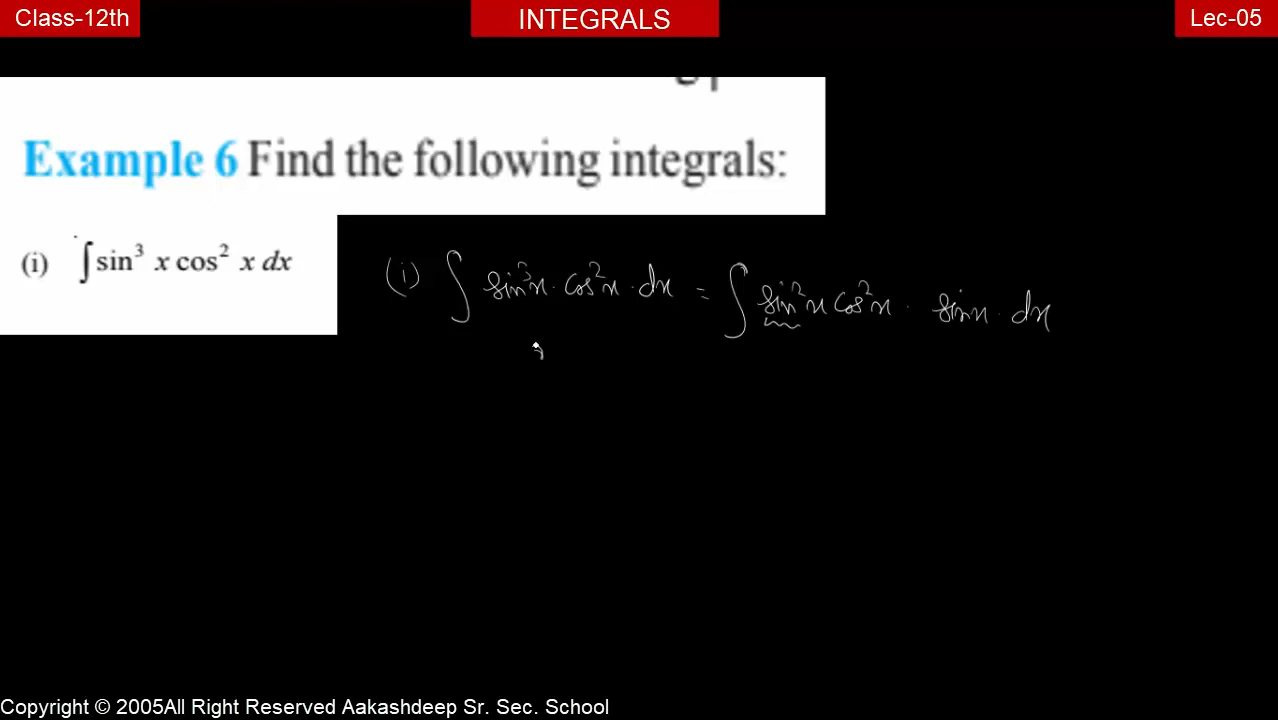 Class-12th
INTEGRALS
Lec-05
Example 6 Find the following integrals:
(i) ∫ sin³ x cos² x dx
(i) ∫ sin³x · cos²x · dx = ∫ sin²x cos²x · sinx · dx
Copyright © 2005All Right Reserved Aakashdeep Sr. Sec. School